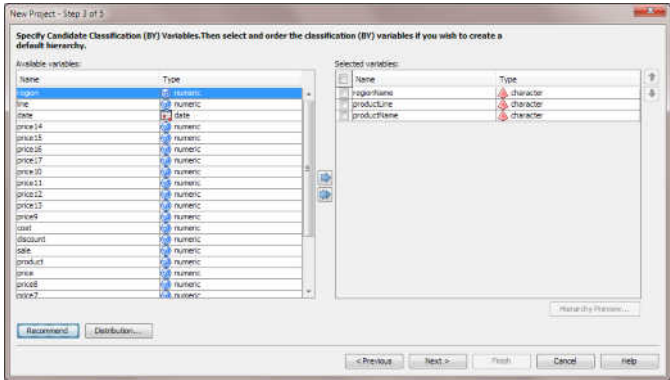 New Project - Step 3 of 5
Specify Candidate Classification (BY) Variables.Then select and order the classification (BY) variables if you wish to create a
default hierarchy.
Available variables:
Selected variables:
Name Type
Name Type
region numeric
regionName character
line numeric
productLine character
date date
productName character
price14 numeric
price15 numeric
price16 numeric
price17 numeric
price10 numeric
price11 numeric
price12 numeric
price13 numeric
price9 numeric
cost numeric
discount numeric
sale numeric
product numeric
price numeric
price8 numeric
price7 numeric
Hierarchy Preview...
Recommend Distribution...
< Previous Next > Finish Cancel Help